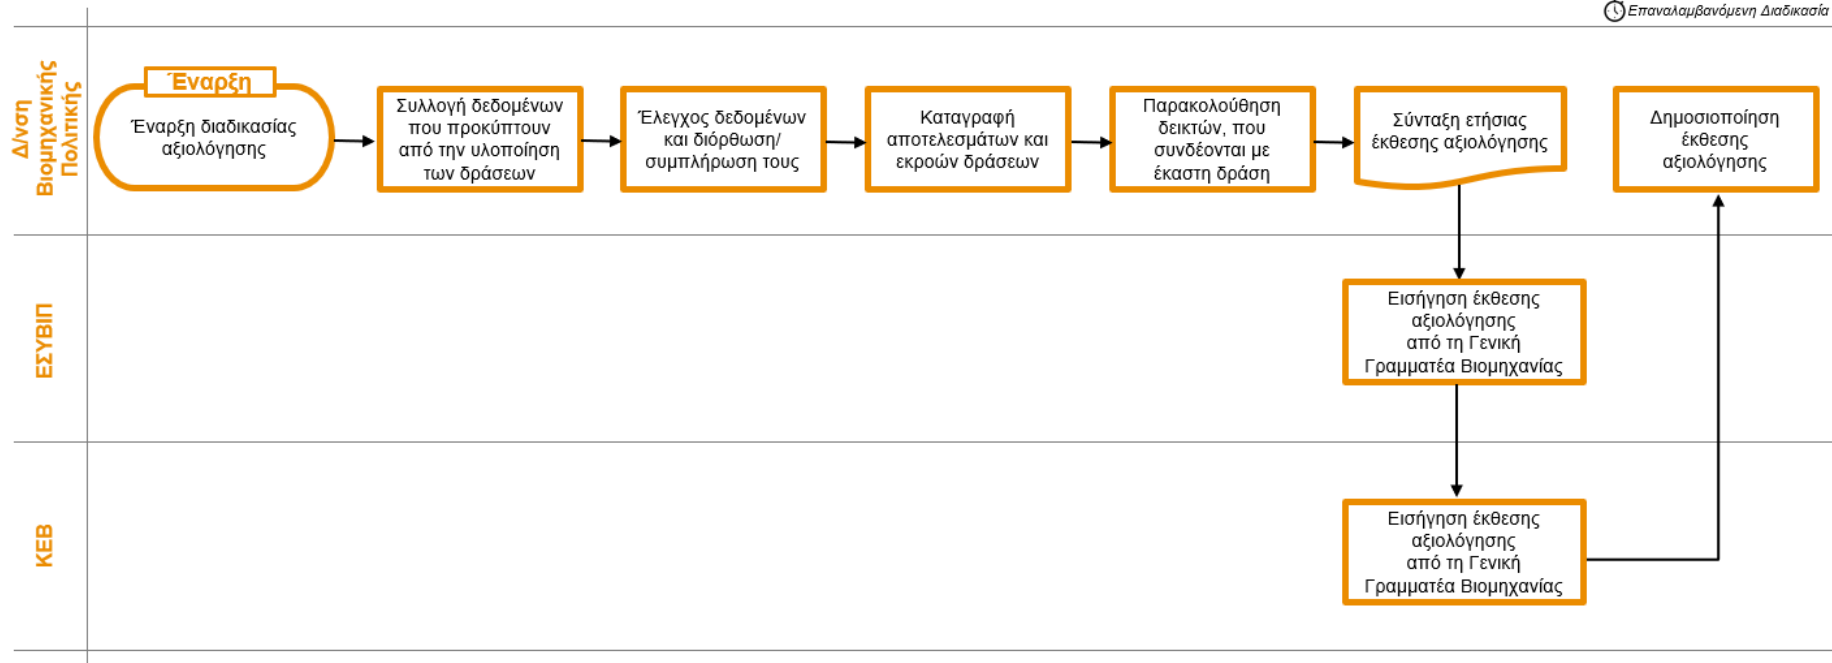 Επαναλαμβανόμενη Διαδικασία
Δ/νση
Βιομηχανικής
Πολιτικής
Έναρξη
Έναρξη διαδικασίας
αξιολόγησης
Συλλογή δεδομένων
που προκύπτουν
από την υλοποίηση
των δράσεων
Έλεγχος δεδομένων
και διόρθωση/
συμπλήρωση τους
Καταγραφή
αποτελεσμάτων και
εκροών δράσεων
Παρακολούθηση
δεικτών, που
συνδέονται με
έκαστη δράση
Σύνταξη ετήσιας
έκθεσης αξιολόγησης
Δημοσιοποίηση
έκθεσης
αξιολόγησης
ΕΣΥΒΙΠ
Εισήγηση έκθεσης
αξιολόγησης
από τη Γενική
Γραμματέα Βιομηχανίας
ΚΕΒ
Εισήγηση έκθεσης
αξιολόγησης
από τη Γενική
Γραμματέα Βιομηχανίας